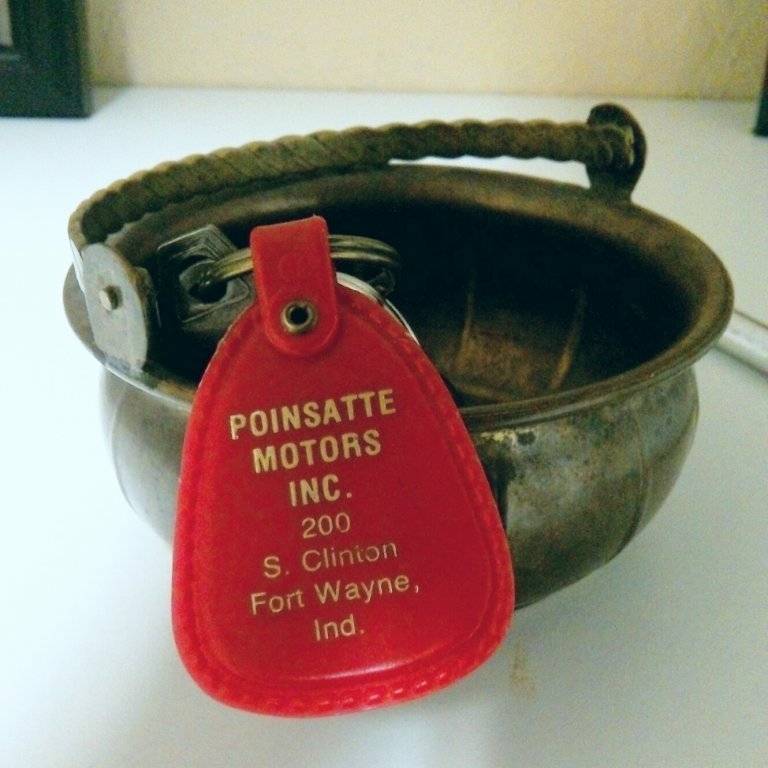 POINSATTE
MOTORS
INC.
200
S. Clinton
Fort Wayne,
Ind.